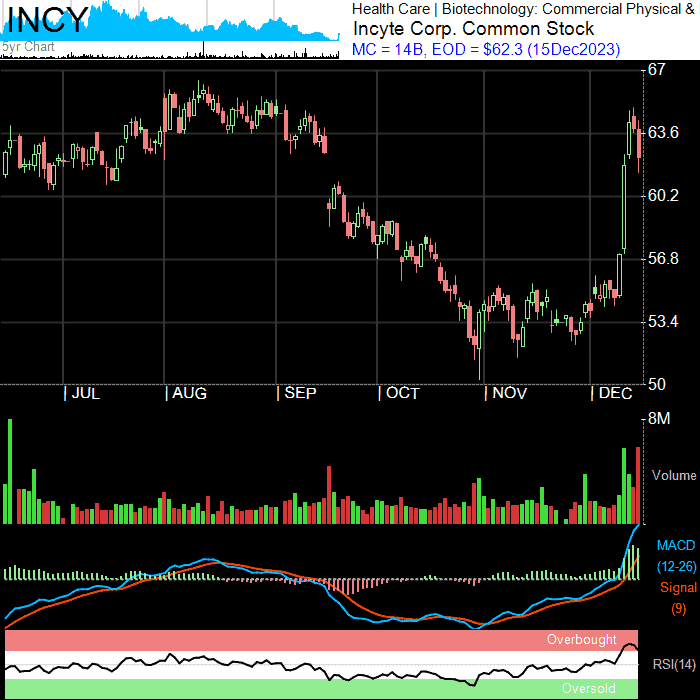 INCY
5yr Chart
Health Care | Biotechnology: Commercial Physical &
Incyte Corp. Common Stock
MC = 14B, EOD = $62.3 (15Dec2023)
67
63.6
60.2
56.8
53.4
50
| JUL | AUG | SEP | OCT | NOV | DEC
8M
Volume
MACD
(12-26)
Signal
(9)
Overbought
RSI(14)
Oversold